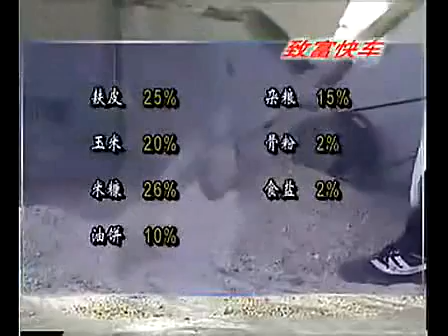 致富快车
麸皮 25% 杂粮 15%
玉米 20% 骨粉 2%
米糠 26% 食盐 2%
油饼 10%